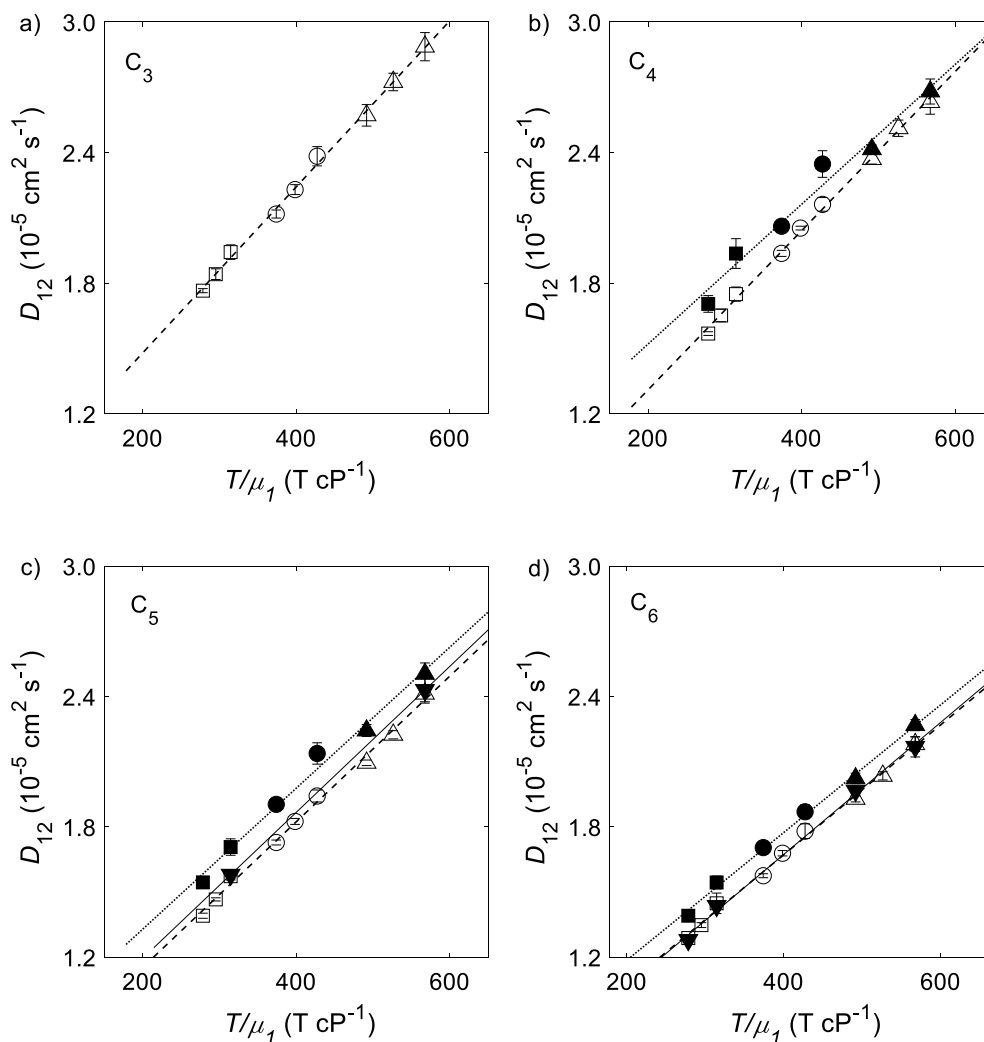 a)
C3
3.0
2.4
1.8
1.2
D12 (10-5 cm2 s-1)
200 400 600
T/μ1 (T cP-1)
b)
C4
3.0
2.4
1.8
1.2
D12 (10-5 cm2 s-1)
200 400 600
T/μ1 (T cP-1)
c)
C5
3.0
2.4
1.8
1.2
D12 (10-5 cm2 s-1)
200 400 600
T/μ1 (T cP-1)
d)
C6
3.0
2.4
1.8
1.2
D12 (10-5 cm2 s-1)
200 400 600
T/μ1 (T cP-1)